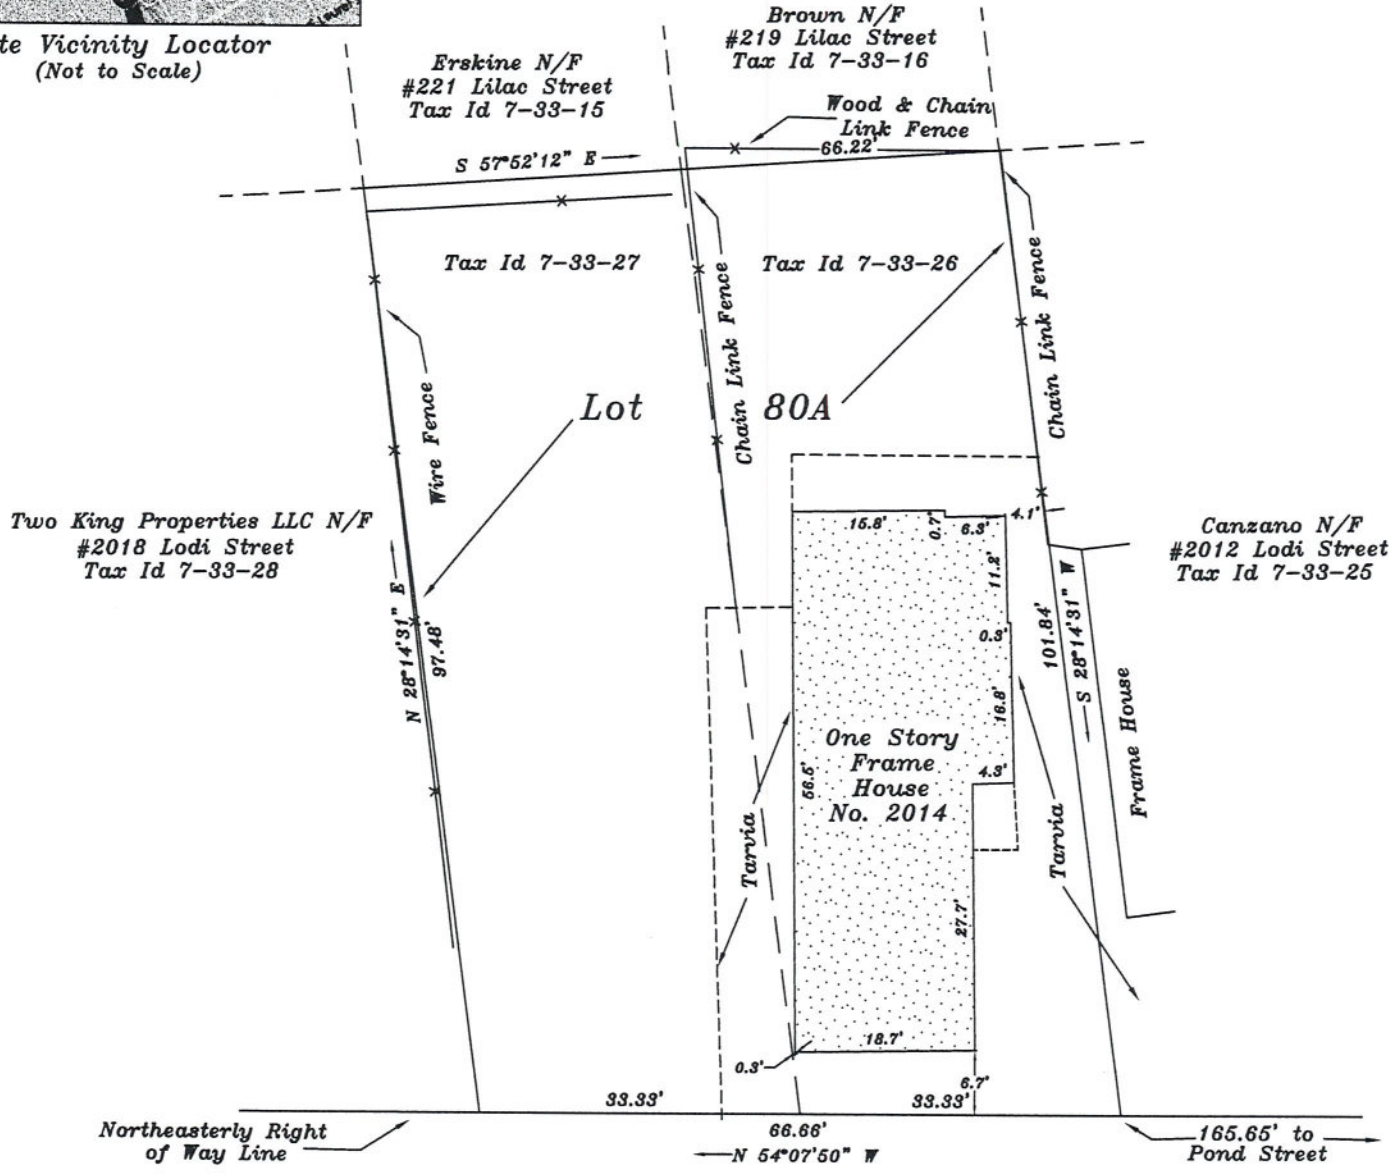 te Vicinity Locator
(Not to Scale)
Erskine N/F
#221 Lilac Street
Tax Id 7-33-15
Brown N/F
#219 Lilac Street
Tax Id 7-33-16
Wood & Chain
Link Fence
66.22'
S 57°52'12" E
Tax Id 7-33-27
Tax Id 7-33-26
Chain Link Fence
Chain Link Fence
Wire Fence
Lot 80A
Two King Properties LLC N/F
#2018 Lodi Street
Tax Id 7-33-28
N 28°14'31" E
97.48'
15.8'
0.7'
6.3'
4.1'
11.2'
0.3'
16.8'
4.3'
56.5'
One Story
Frame
House
No. 2014
27.7'
18.7'
0.3'
6.7'
Tarvia
Tarvia
101.84'
S 28°14'31" W
Frame House
Canzano N/F
#2012 Lodi Street
Tax Id 7-33-25
33.33'
33.33'
66.66'
N 54°07'50" W
Northeasterly Right
of Way Line
165.65' to
Pond Street